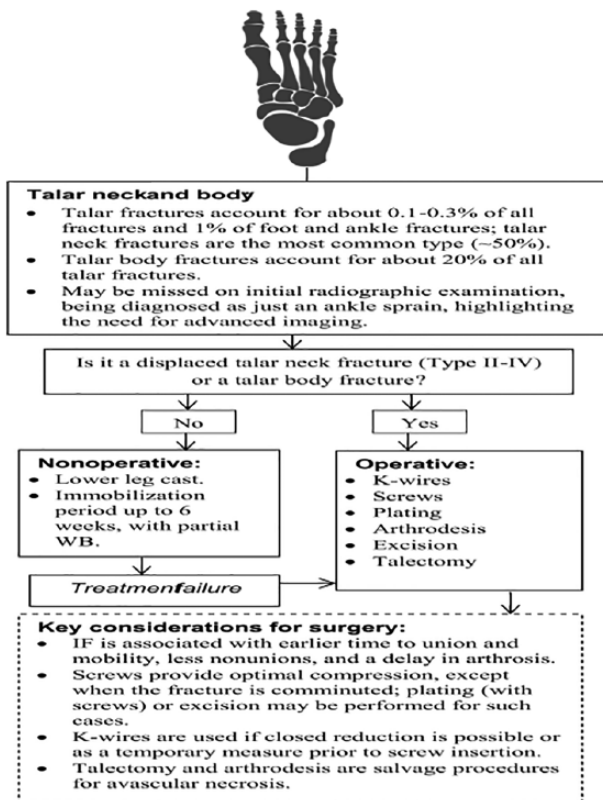 Talar neckand body
• Talar fractures account for about 0.1-0.3% of all
fractures and 1% of foot and ankle fractures; talar
neck fractures are the most common type (~50%).
• Talar body fractures account for about 20% of all
talar fractures.
• May be missed on initial radiographic examination,
being diagnosed as just an ankle sprain, highlighting
the need for advanced imaging.
Is it a displaced talar neck fracture (Type II-IV)
or a talar body fracture?
No
Yes
Nonoperative:
• Lower leg cast.
• Immobilization
period up to 6
weeks, with partial
WB.
Treatmenfailure
Operative:
• K-wires
• Screws
• Plating
• Arthrodesis
• Excision
• Talectomy
Key considerations for surgery:
• IF is associated with earlier time to union and
mobility, less nonunions, and a delay in arthrosis.
• Screws provide optimal compression, except
when the fracture is comminuted; plating (with
screws) or excision may be performed for such
cases.
• K-wires are used if closed reduction is possible or
as a temporary measure prior to screw insertion.
• Talectomy and arthrodesis are salvage procedures
for avascular necrosis.